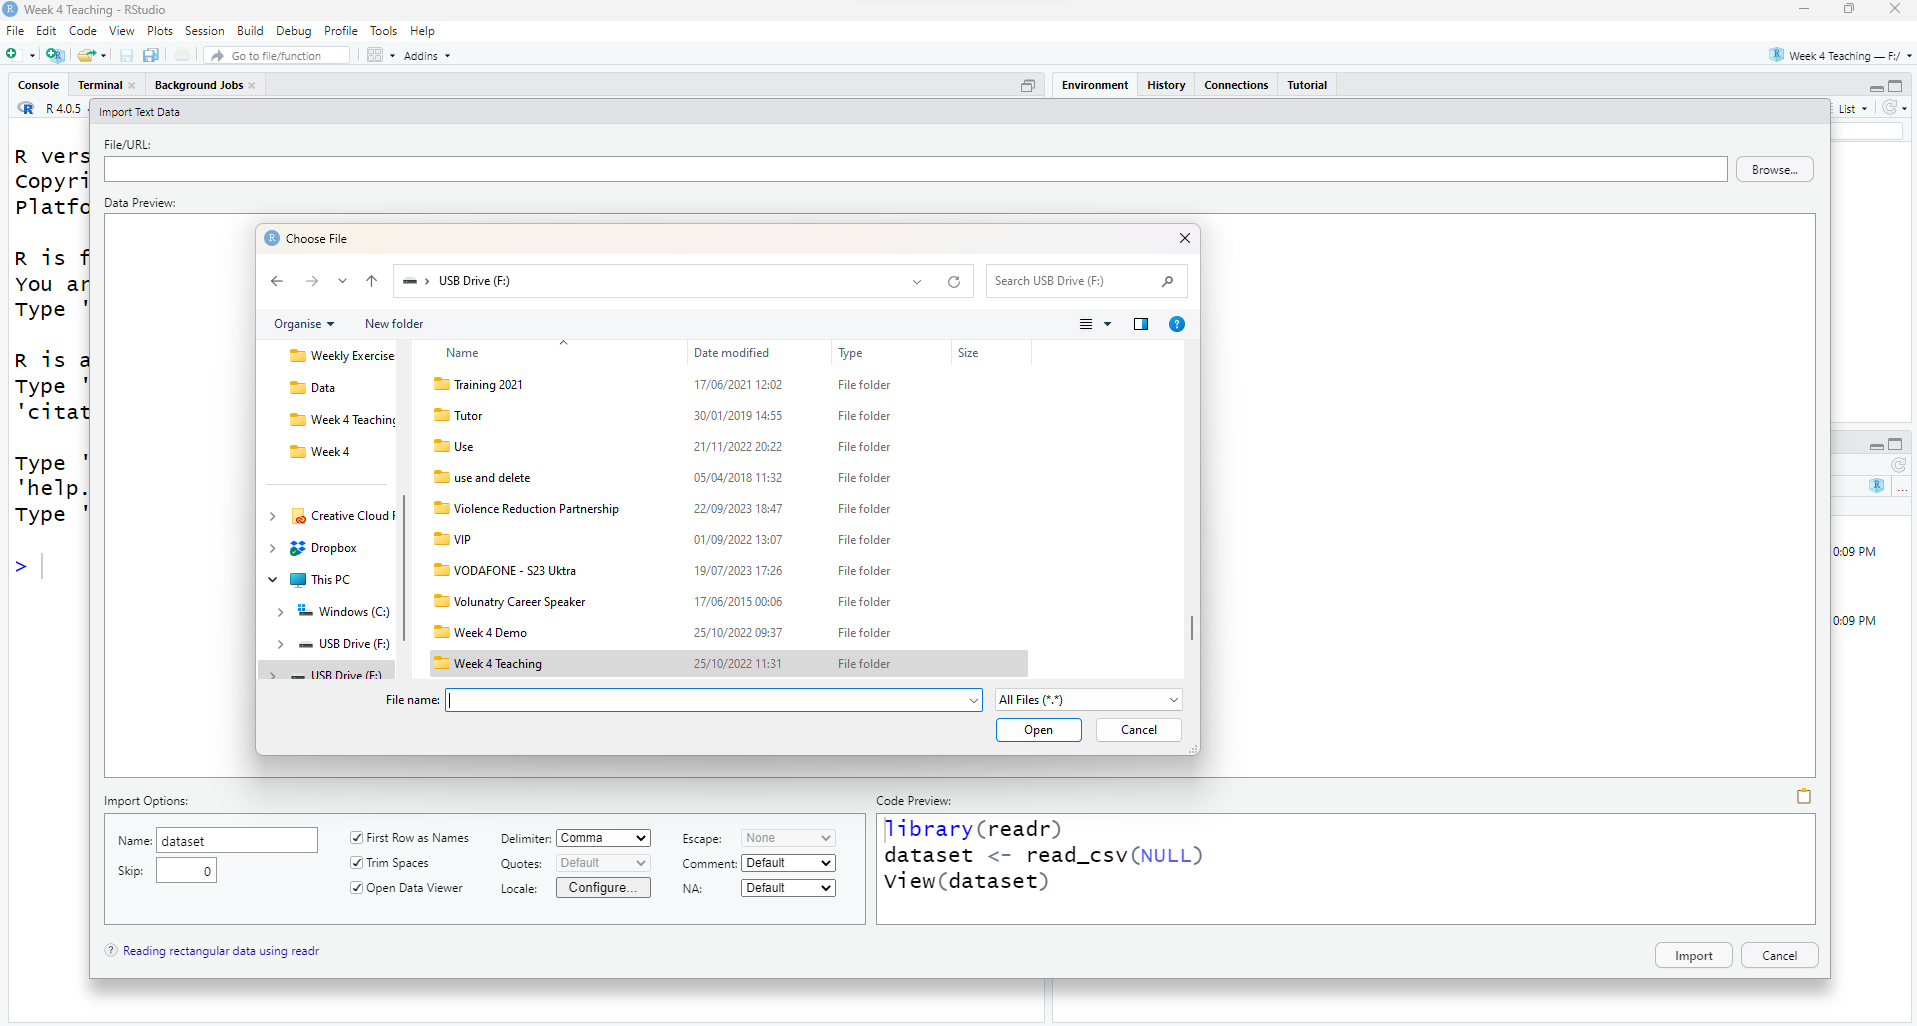 Week 4 Teaching - RStudio
File Edit Code View Plots Session Build Debug Profile Tools Help
Go to file/function Addins Week 4 Teaching — F:/
Console Terminal Background Jobs Environment History Connections Tutorial
R 4.0.5 List
Import Text Data
File/URL:
Browse...
Data Preview:
R vers
Copyri
Platfo
R is f
You ar
Type '
R is a
Type '
'citat
Type '
'help.
Type '
>
0:09 PM
0:09 PM
Choose File
USB Drive (F:) Search USB Drive (F:)
Organise New folder
Weekly Exercise
Data
Week 4 Teaching
Week 4
Creative Cloud F
Dropbox
This PC
Windows (C:)
USB Drive (F:)
USB Drive (F:)
Name Date modified Type Size
Training 2021 17/06/2021 12:02 File folder
Tutor 30/01/2019 14:55 File folder
Use 21/11/2022 20:22 File folder
use and delete 05/04/2018 11:32 File folder
Violence Reduction Partnership 22/09/2023 18:47 File folder
VIP 01/09/2022 13:07 File folder
VODAFONE - S23 Uktra 19/07/2023 17:26 File folder
Volunatry Career Speaker 17/06/2015 00:06 File folder
Week 4 Demo 25/10/2022 09:37 File folder
Week 4 Teaching 25/10/2022 11:31 File folder
File name: All Files (*.*)
Open Cancel
Import Options:
Name: dataset
Skip: 0
First Row as Names
Trim Spaces
Open Data Viewer
Delimiter: Comma
Quotes: Default
Locale: Configure...
Escape: None
Comment: Default
NA: Default
Code Preview:
library(readr)
dataset <- read_csv(NULL)
View(dataset)
Reading rectangular data using readr
Import Cancel